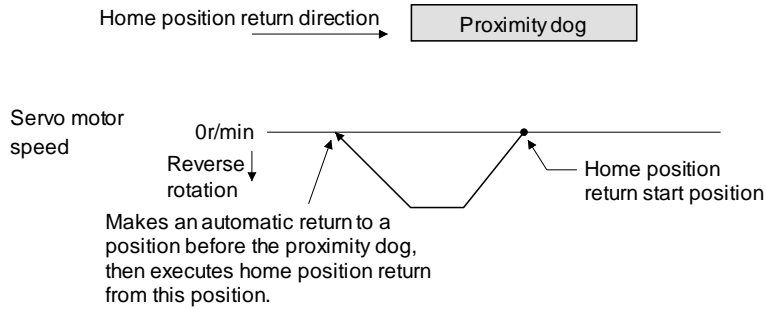 Home position return direction
Proximity dog
Servo motor
speed
0r/min
Reverse
rotation
Home position
return start position
Makes an automatic return to a
position before the proximity dog,
then executes home position return
from this position.